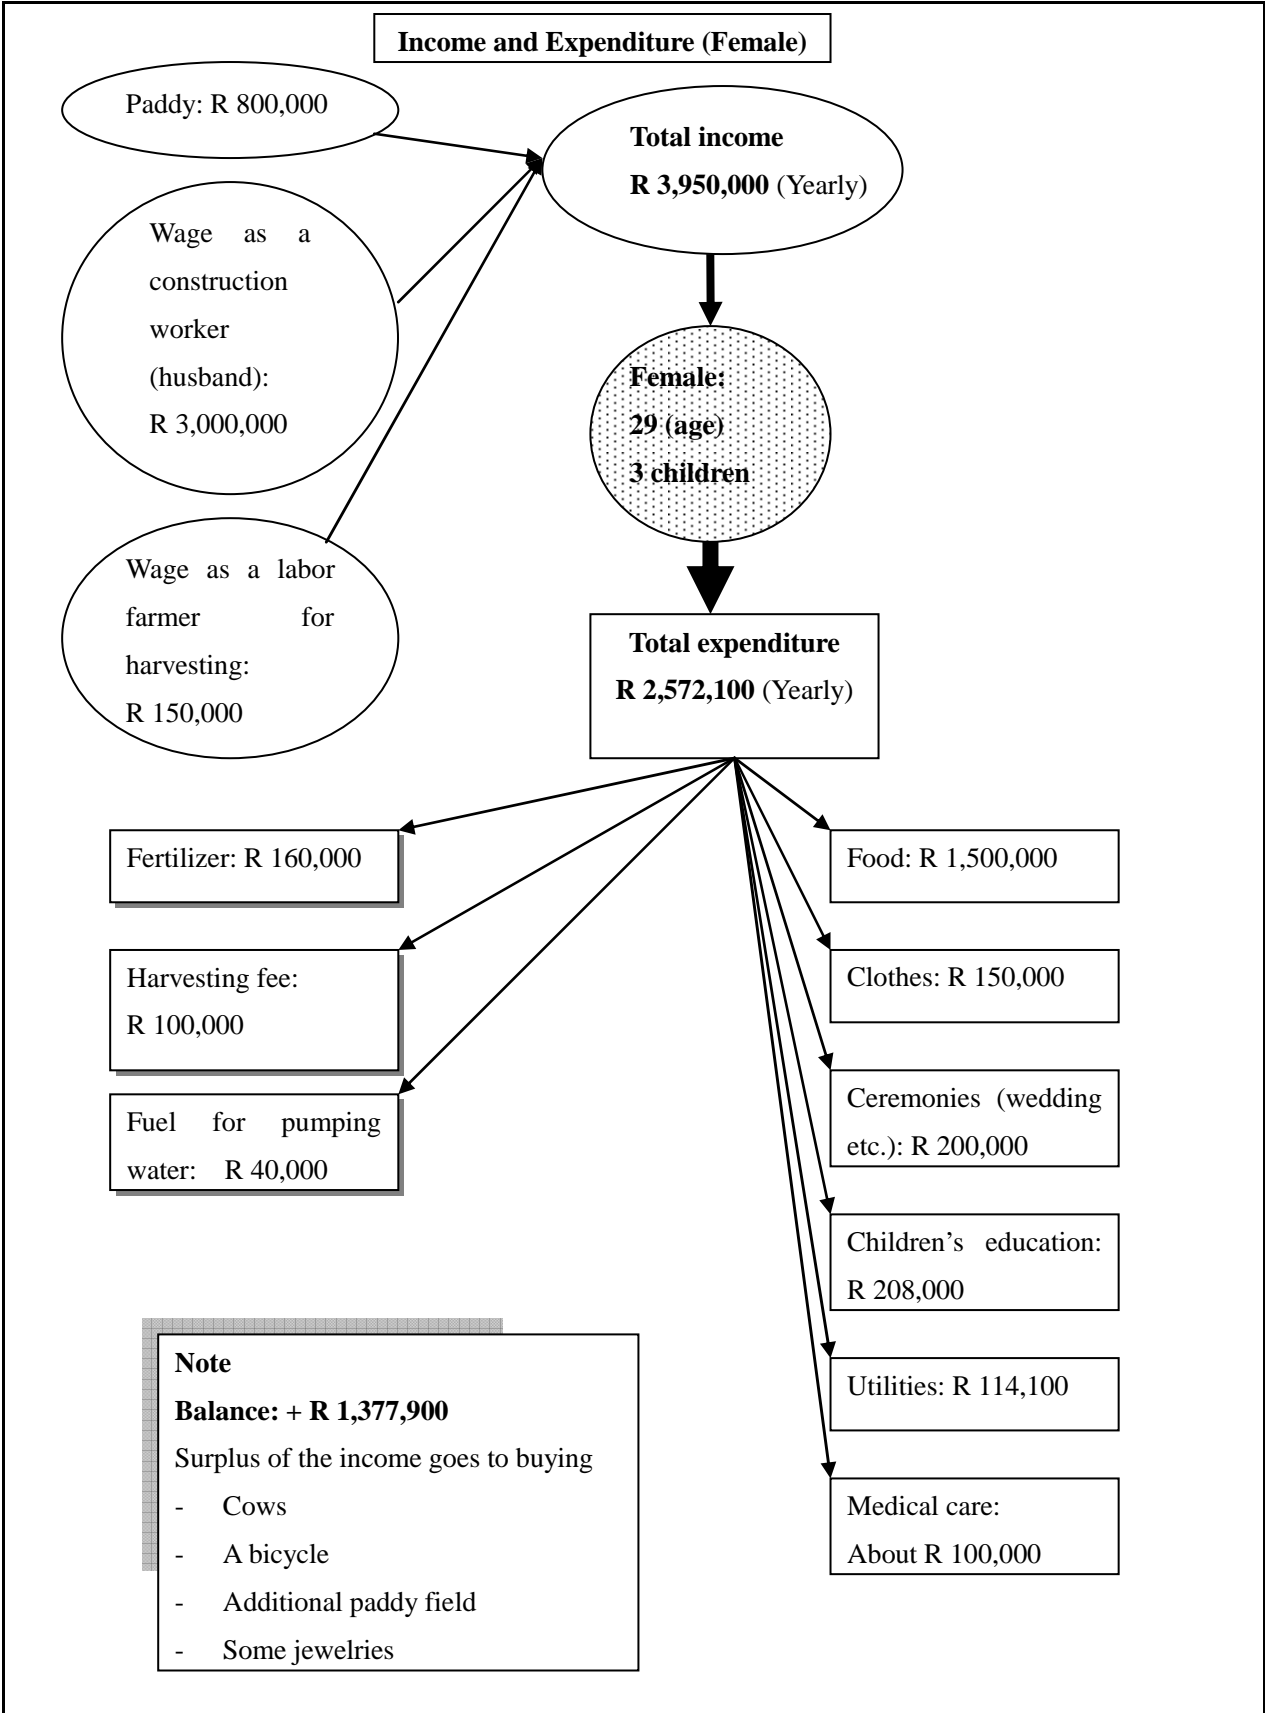 Income and Expenditure (Female)
Paddy: R 800,000
Total income
R 3,950,000 (Yearly)
Wage as a
construction
worker
(husband):
R 3,000,000
Female:
29 (age)
3 children
Wage as a labor
farmer for
harvesting:
R 150,000
Total expenditure
R 2,572,100 (Yearly)
Fertilizer: R 160,000
Harvesting fee:
R 100,000
Fuel for pumping
water: R 40,000
Food: R 1,500,000
Clothes: R 150,000
Ceremonies (wedding
etc.): R 200,000
Children’s education:
R 208,000
Utilities: R 114,100
Medical care:
About R 100,000
Note
Balance: + R 1,377,900
Surplus of the income goes to buying
- Cows
- A bicycle
- Additional paddy field
- Some jewelries